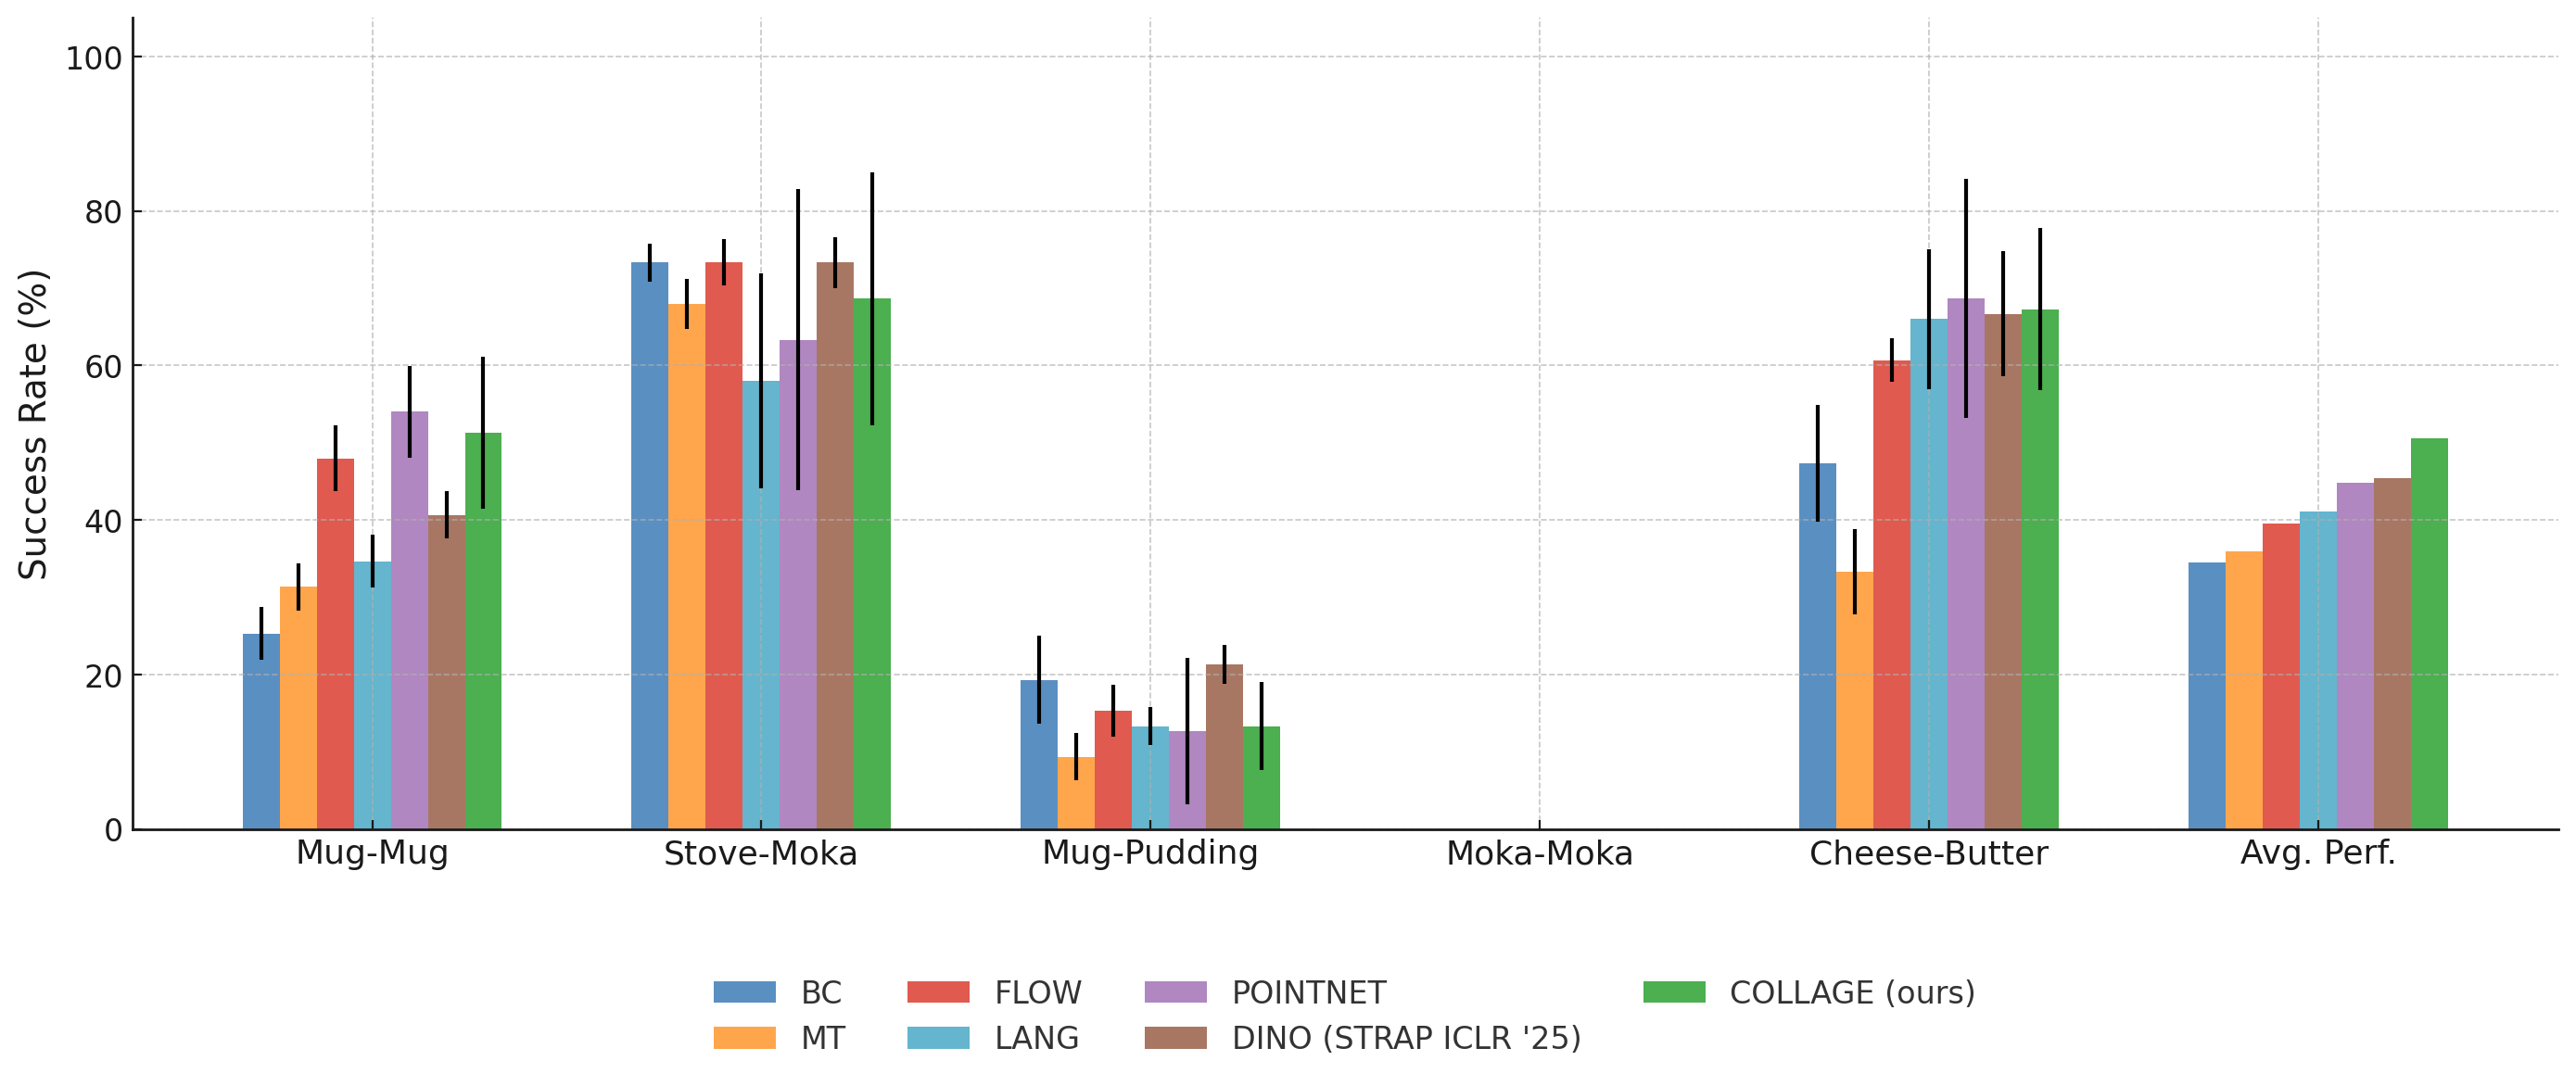 Success Rate (%)
100
80
60
40
20
0
Mug-Mug Stove-Moka Mug-Pudding Moka-Moka Cheese-Butter Avg. Perf.
BC FLOW POINTNET COLLAGE (ours)
MT LANG DINO (STRAP ICLR '25)